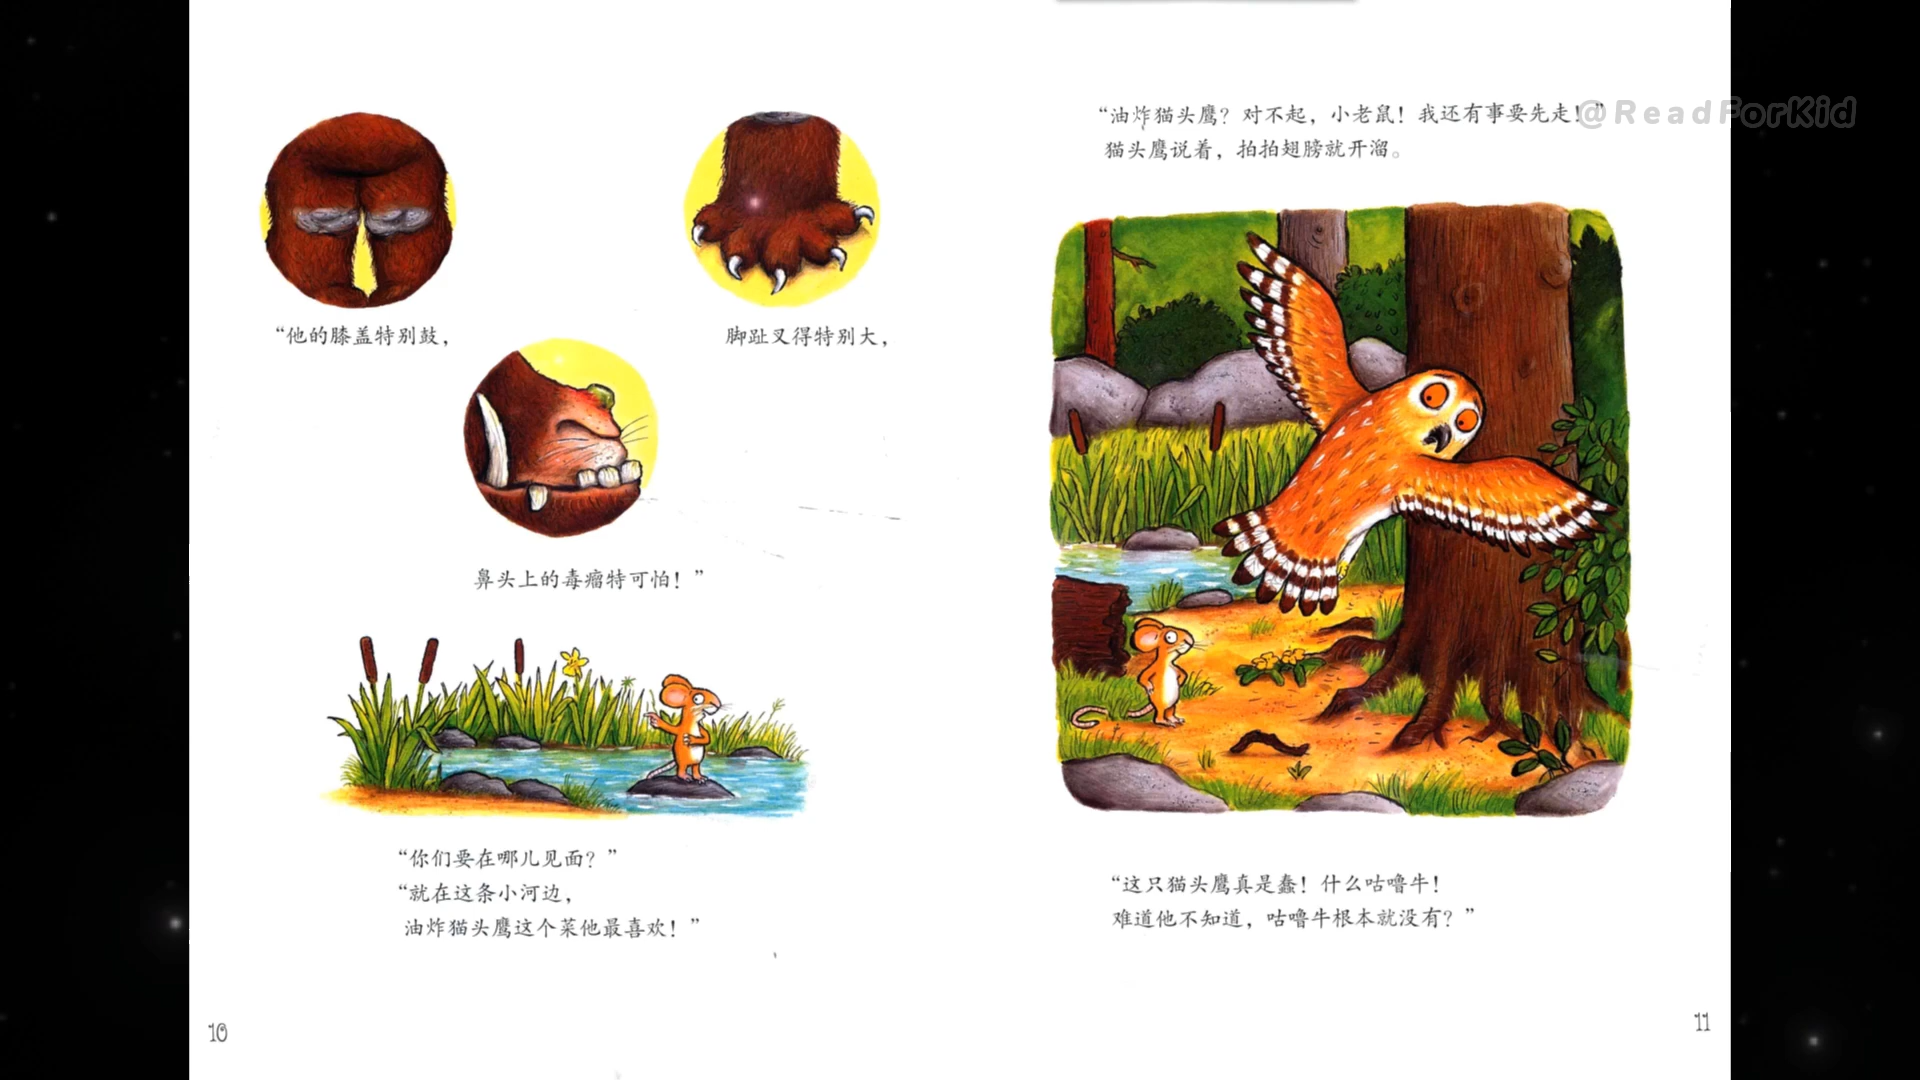 “他的膝盖特别鼓，
脚趾叉得特别大，
鼻头上的毒瘤特可怕！”
“你们要在哪儿见面？”
“就在这条小河边，
油炸猫头鹰这个菜他最喜欢！”
10
“油炸猫头鹰？对不起，小老鼠！我还有事要先走！”
猫头鹰说着，拍拍翅膀就开溜。
@ReadForKid
“这只猫头鹰真是蠢！什么咕噜牛！
难道他不知道，咕噜牛根本就没有？”
11